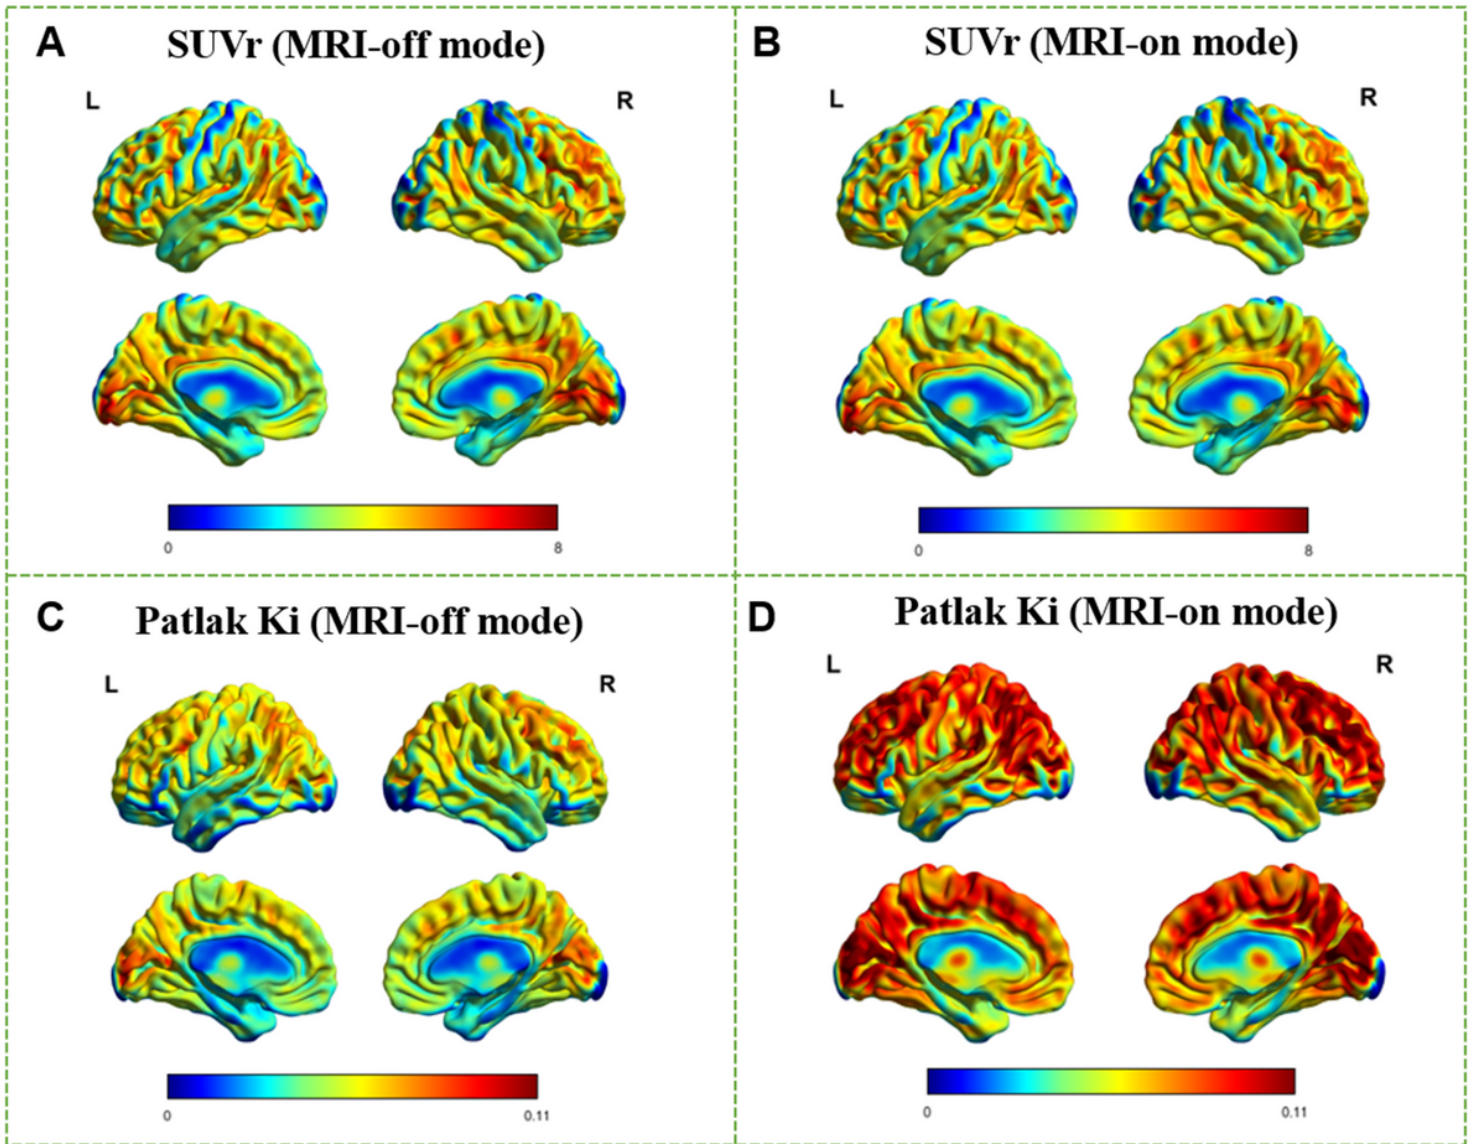 A
SUVr (MRI-off mode)
L
R
0
8
B
SUVr (MRI-on mode)
L
R
0
8
C
Patlak Ki (MRI-off mode)
L
R
0
0.11
D
Patlak Ki (MRI-on mode)
L
R
0
0.11